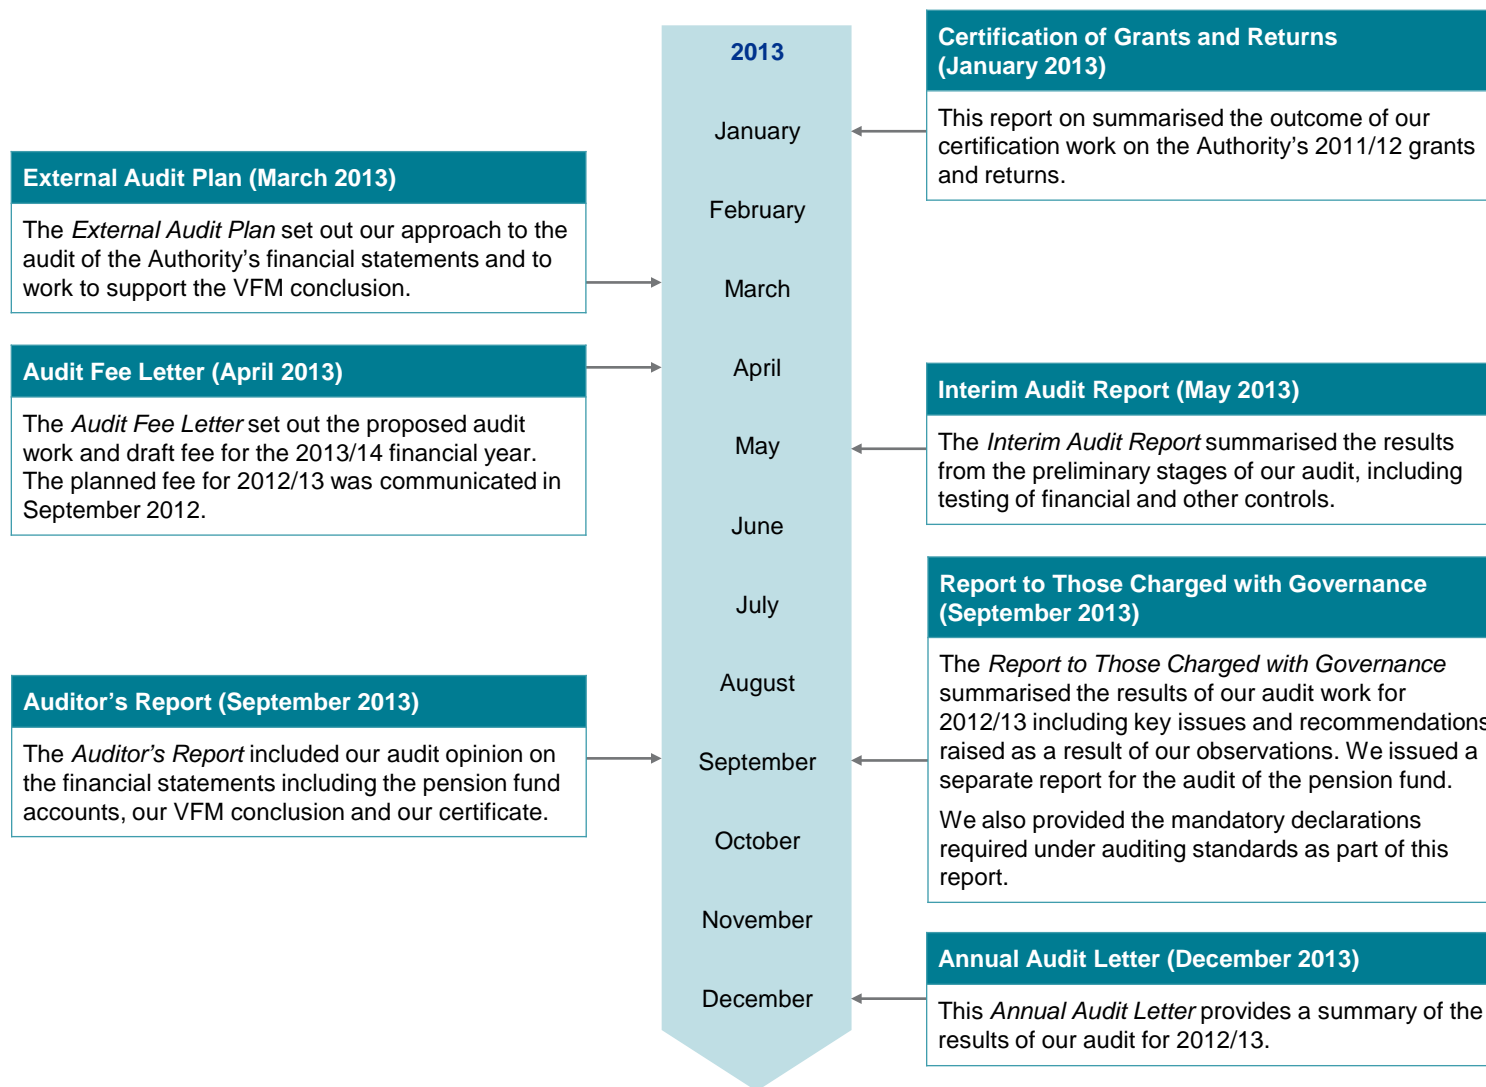 2013
January
February
March
April
May
June
July
August
September
October
November
December
External Audit Plan (March 2013)
The External Audit Plan set out our approach to the
audit of the Authority's financial statements and to
work to support the VFM conclusion.
Audit Fee Letter (April 2013)
The Audit Fee Letter set out the proposed audit
work and draft fee for the 2013/14 financial year.
The planned fee for 2012/13 was communicated in
September 2012.
Auditor's Report (September 2013)
The Auditor's Report included our audit opinion on
the financial statements including the pension fund
accounts, our VFM conclusion and our certificate.
Certification of Grants and Returns
(January 2013)
This report on summarised the outcome of our
certification work on the Authority's 2011/12 grants
and returns.
Interim Audit Report (May 2013)
The Interim Audit Report summarised the results
from the preliminary stages of our audit, including
testing of financial and other controls.
Report to Those Charged with Governance
(September 2013)
The Report to Those Charged with Governance
summarised the results of our audit work for
2012/13 including key issues and recommendations
raised as a result of our observations. We issued a
separate report for the audit of the pension fund.
We also provided the mandatory declarations
required under auditing standards as part of this
report.
Annual Audit Letter (December 2013)
This Annual Audit Letter provides a summary of the
results of our audit for 2012/13.